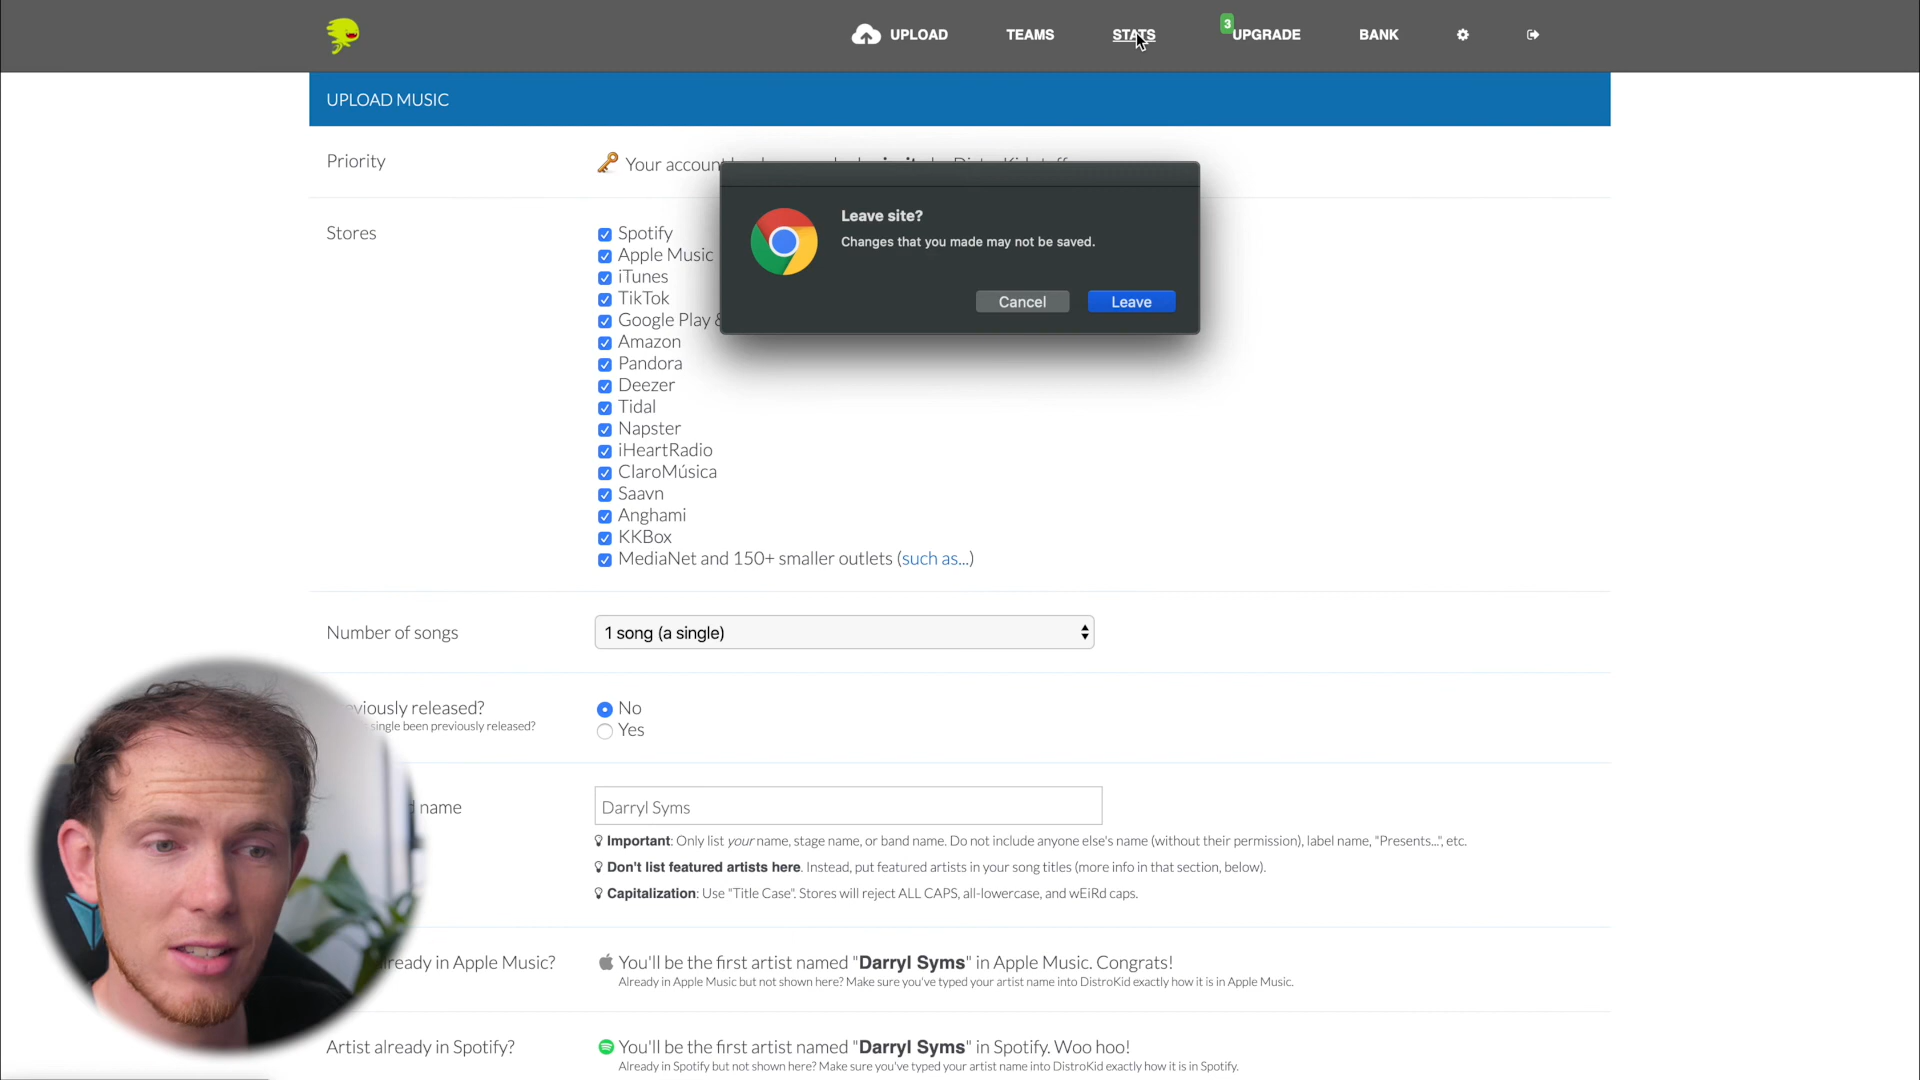 UPLOAD
TEAMS
STATS
3
UPGRADE
BANK
UPLOAD MUSIC
Priority
Your account
Leave site?
Changes that you made may not be saved.
Cancel
Leave
Stores
Spotify
Apple Music
iTunes
TikTok
Google Play &
Amazon
Pandora
Deezer
Tidal
Napster
iHeartRadio
ClaroMúsica
Saavn
Anghami
KKBox
MediaNet and 150+ smaller outlets (such as...)
Number of songs
1 song (a single)
eviously released?
single been previously released?
No
Yes
name
Darryl Syms
Important: Only list your name, stage name, or band name. Do not include anyone else's name (without their permission), label name, "Presents...", etc.
Don't list featured artists here. Instead, put featured artists in your song titles (more info in that section, below).
Capitalization: Use "Title Case". Stores will reject ALL CAPS, all-lowercase, and wEiRd caps.
ready in Apple Music?
You'll be the first artist named "Darryl Syms" in Apple Music. Congrats!
Already in Apple Music but not shown here? Make sure you've typed your artist name into DistroKid exactly how it is in Apple Music.
Artist already in Spotify?
You'll be the first artist named "Darryl Syms" in Spotify. Woo hoo!
Already in Spotify but not shown here? Make sure you've typed your artist name into DistroKid exactly how it is in Spotify.